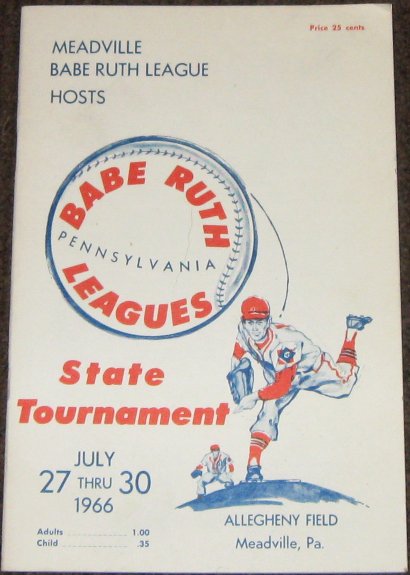 Price 25 cents
MEADVILLE
BABE RUTH LEAGUE
HOSTS
BABE RUTH
PENNSYLVANIA
LEAGUES
State
Tournament
JULY
27 THRU 30
1966
Adults ................ 1.00
Child ................ .35
ALLEGHENY FIELD
Meadville, Pa.